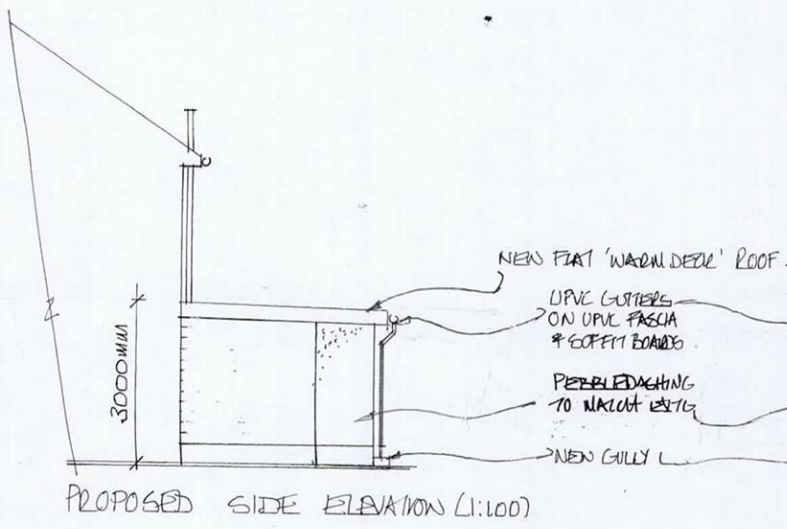 NEW FLAT 'WARM DECK' ROOF.
UPVC GUTTERS
ON UPVC FASCIA
& SOFFIT BOARDS.
PEBBLEDASHING
TO MATCH EXTG
NEW GULLY
3000MM
PROPOSED SIDE ELEVATION (1:100)